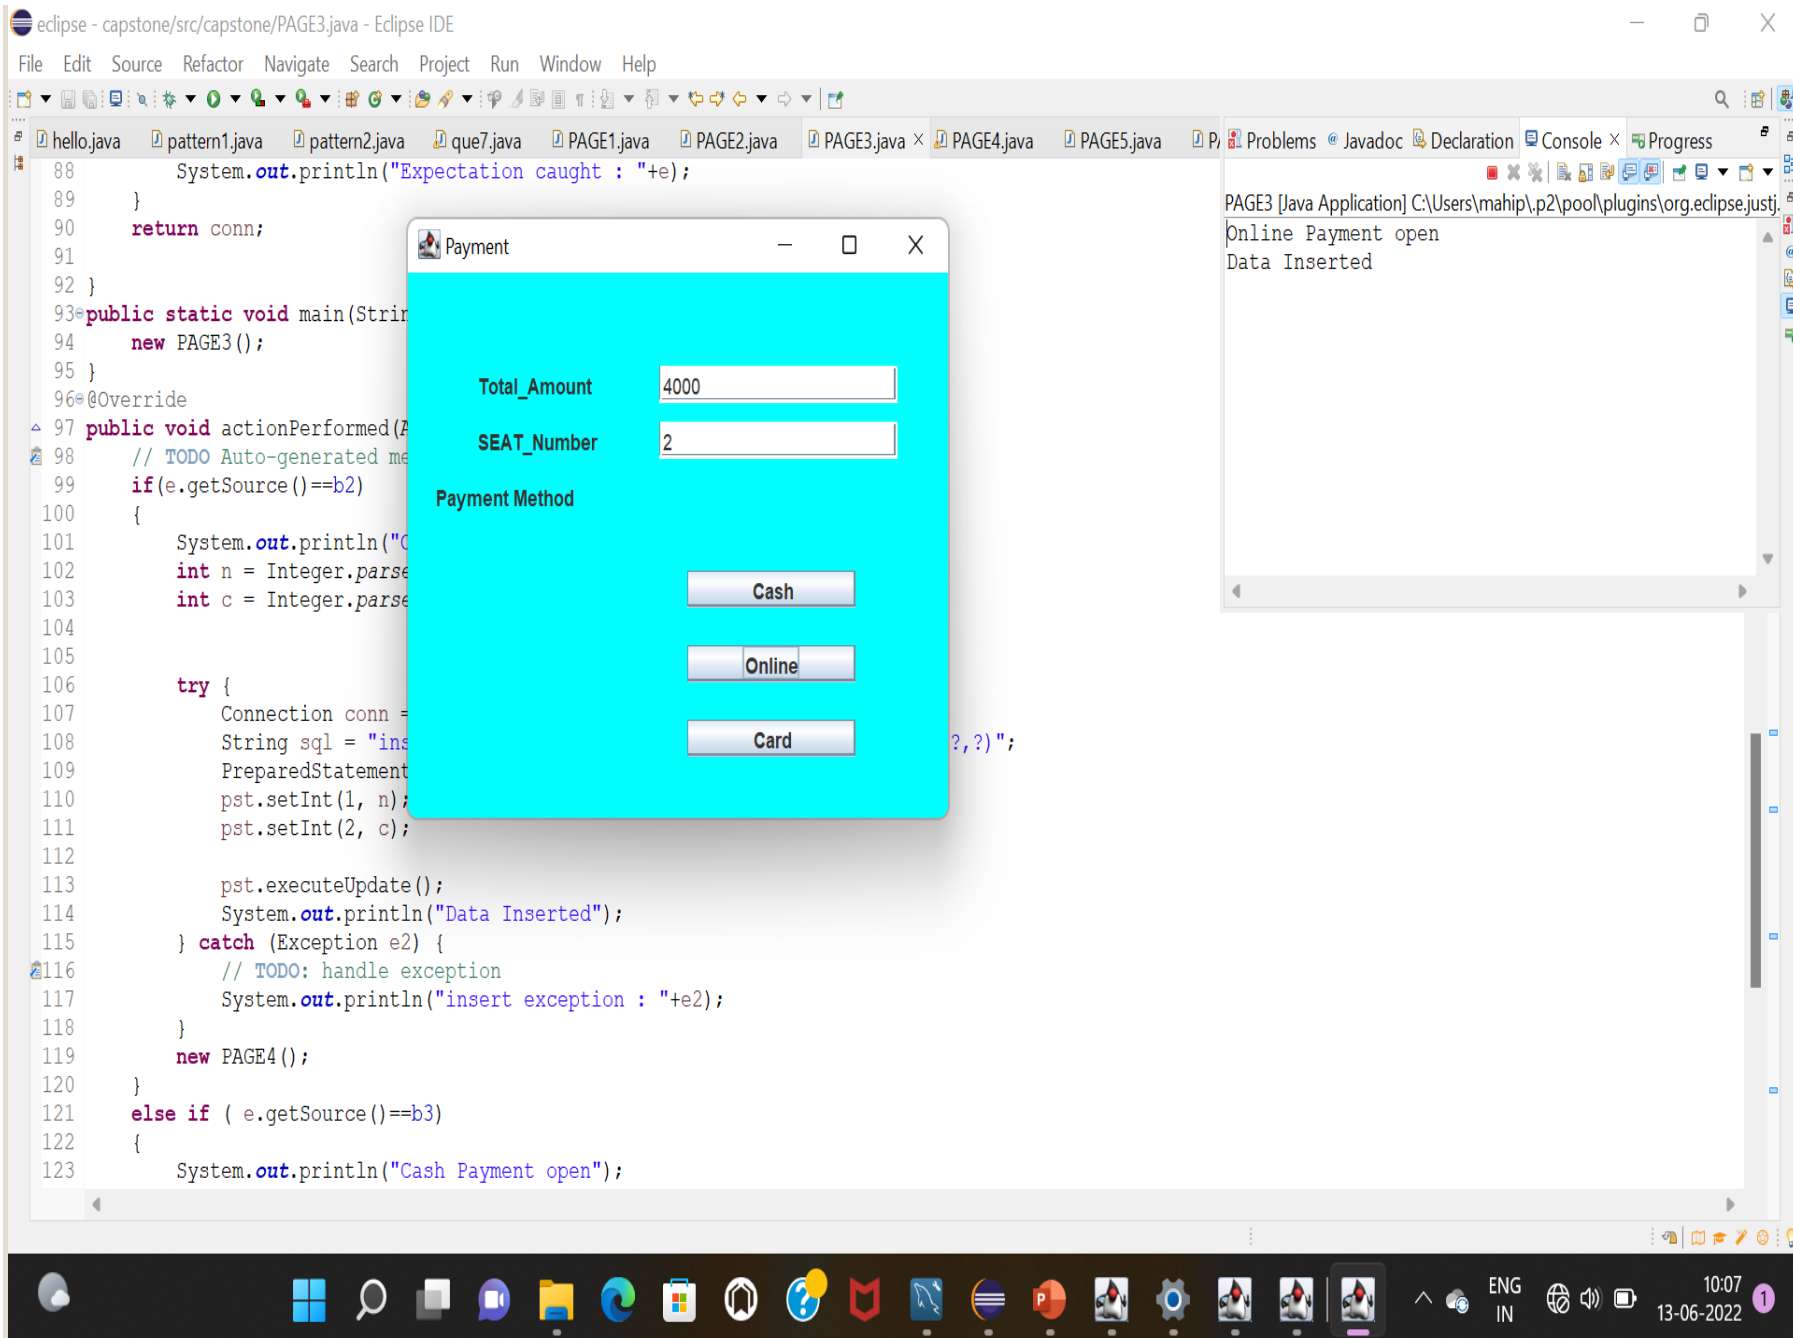 eclipse - capstone/src/capstone/PAGE3.java - Eclipse IDE
File Edit Source Refactor Navigate Search Project Run Window Help
hello.java pattern1.java pattern2.java que7.java PAGE1.java PAGE2.java PAGE3.java PAGE4.java PAGE5.java
Problems Javadoc Declaration Console Progress
PAGE3 [Java Application] C:\Users\mahip\.p2\pool\plugins\org.eclipse.justj.
Online Payment open
Data Inserted
88 System.out.println("Expectation caught : "+e);
89 }
90 return conn;
91
92 }
93 public static void main(Strin
94 new PAGE3();
95 }
96 @Override
97 public void actionPerformed(A
98 // TODO Auto-generated me
99 if(e.getSource()==b2)
100 {
101 System.out.println("
102 int n = Integer.parse
103 int c = Integer.parse
104
105
106 try {
107 Connection conn =
108 String sql = "ins ?,?)";
109 PreparedStatement
110 pst.setInt(1, n);
111 pst.setInt(2, c);
112
113 pst.executeUpdate();
114 System.out.println("Data Inserted");
115 } catch (Exception e2) {
116 // TODO: handle exception
117 System.out.println("insert exception : "+e2);
118 }
119 new PAGE4();
120 }
121 else if ( e.getSource()==b3)
122 {
123 System.out.println("Cash Payment open");
Payment
Total_Amount 4000
SEAT_Number 2
Payment Method
Cash
Online
Card
ENG
IN
10:07
13-06-2022
1